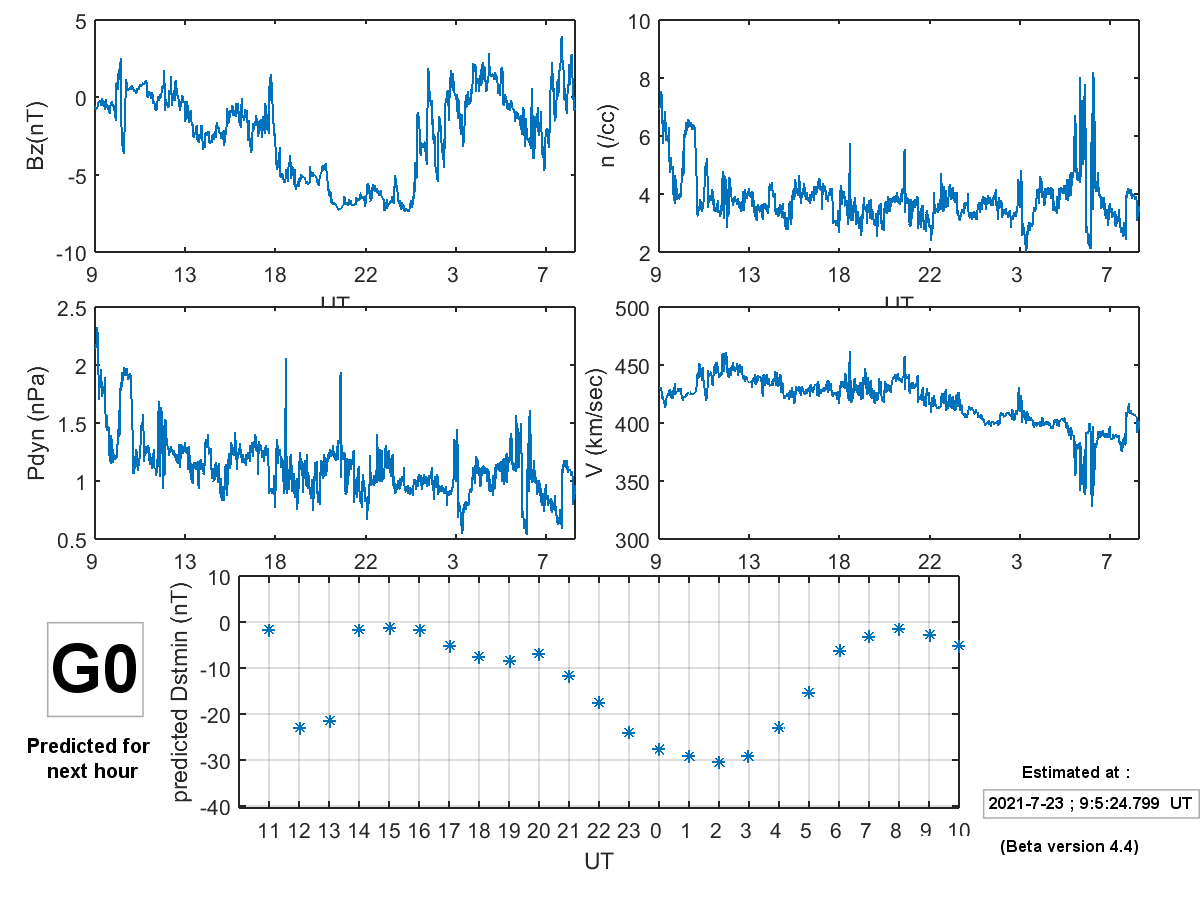 5
0
-5
-10
Bz(nT)
9 13 18 22 3 7
UT
10
8
6
4
2
n (/cc)
9 13 18 22 3 7
UT
2.5
2
1.5
1
0.5
Pdyn (nPa)
9 13 18 22 3 7
500
450
400
350
300
V (km/sec)
9 13 18 22 3 7
G0
Predicted for
next hour
10
0
-10
-20
-30
-40
predicted Dstmin (nT)
11 12 13 14 15 16 17 18 19 20 21 22 23 0 1 2 3 4 5 6 7 8 9 10
UT
Estimated at :
2021-7-23 ; 9:5:24.799 UT
(Beta version 4.4)